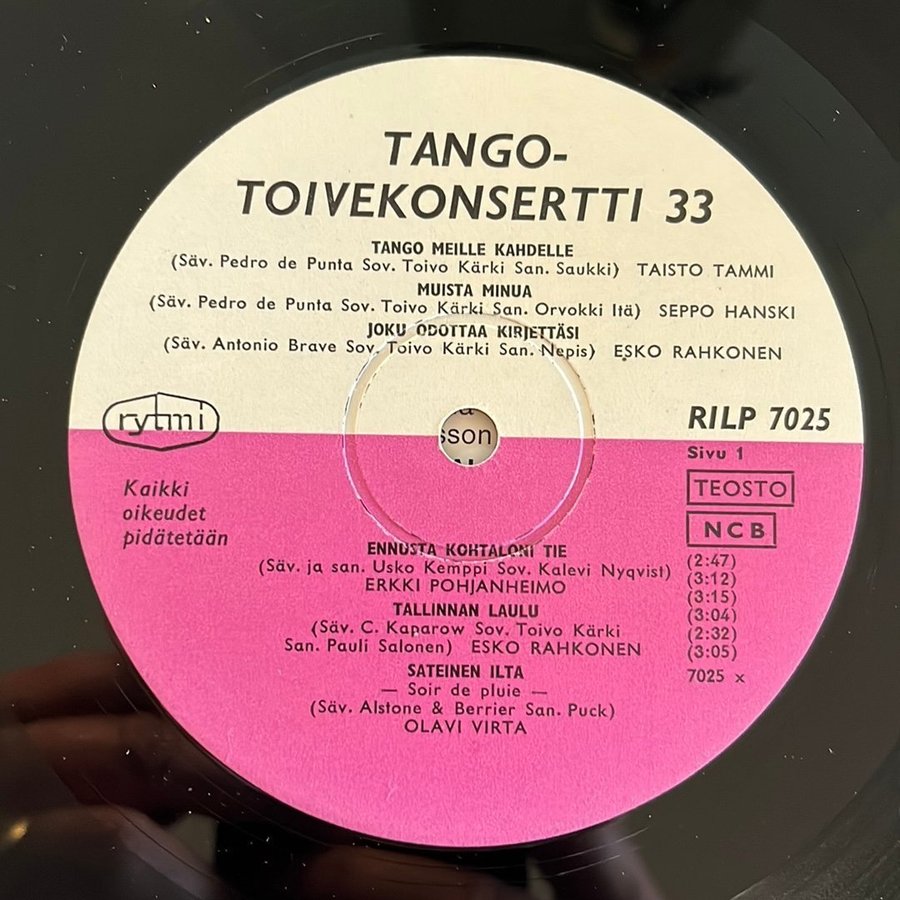 TANGO-
TOIVEKONSERTTI 33
TANGO MEILLE KAHDELLE
(Säv. Pedro de Punta Sov. Toivo Kärki San. Saukki) TAISTO TAMMI
MUISTA MINUA
(Säv. Pedro de Punta Sov. Toivo Kärki San. Orvokki Itä) SEPPO HANSKI
JOKU ODOTTAA KIRJETTÄSI
(Säv. Antonio Brave Sov. Toivo Kärki San. Nepis) ESKO RAHKONEN
rytmi
RILP 7025
sson
Sivu 1
TEOSTO
NCB
Kaikki
oikeudet
pidätetään
ENNUSTA KOHTALONI TIE
(Säv. ja san. Usko Kemppi Sov. Kalevi Nyqvist)
ERKKI POHJANHEIMO
TALLINNAN LAULU
(Säv. C. Kaparow Sov. Toivo Kärki
San. Pauli Salonen) ESKO RAHKONEN
SATEINEN ILTA
— Soir de pluie —
(Säv. Alstone & Berrier San. Puck)
OLAVI VIRTA
(2:47)
(3:12)
(3:15)
(3:04)
(2:32)
(3:05)
7025 x